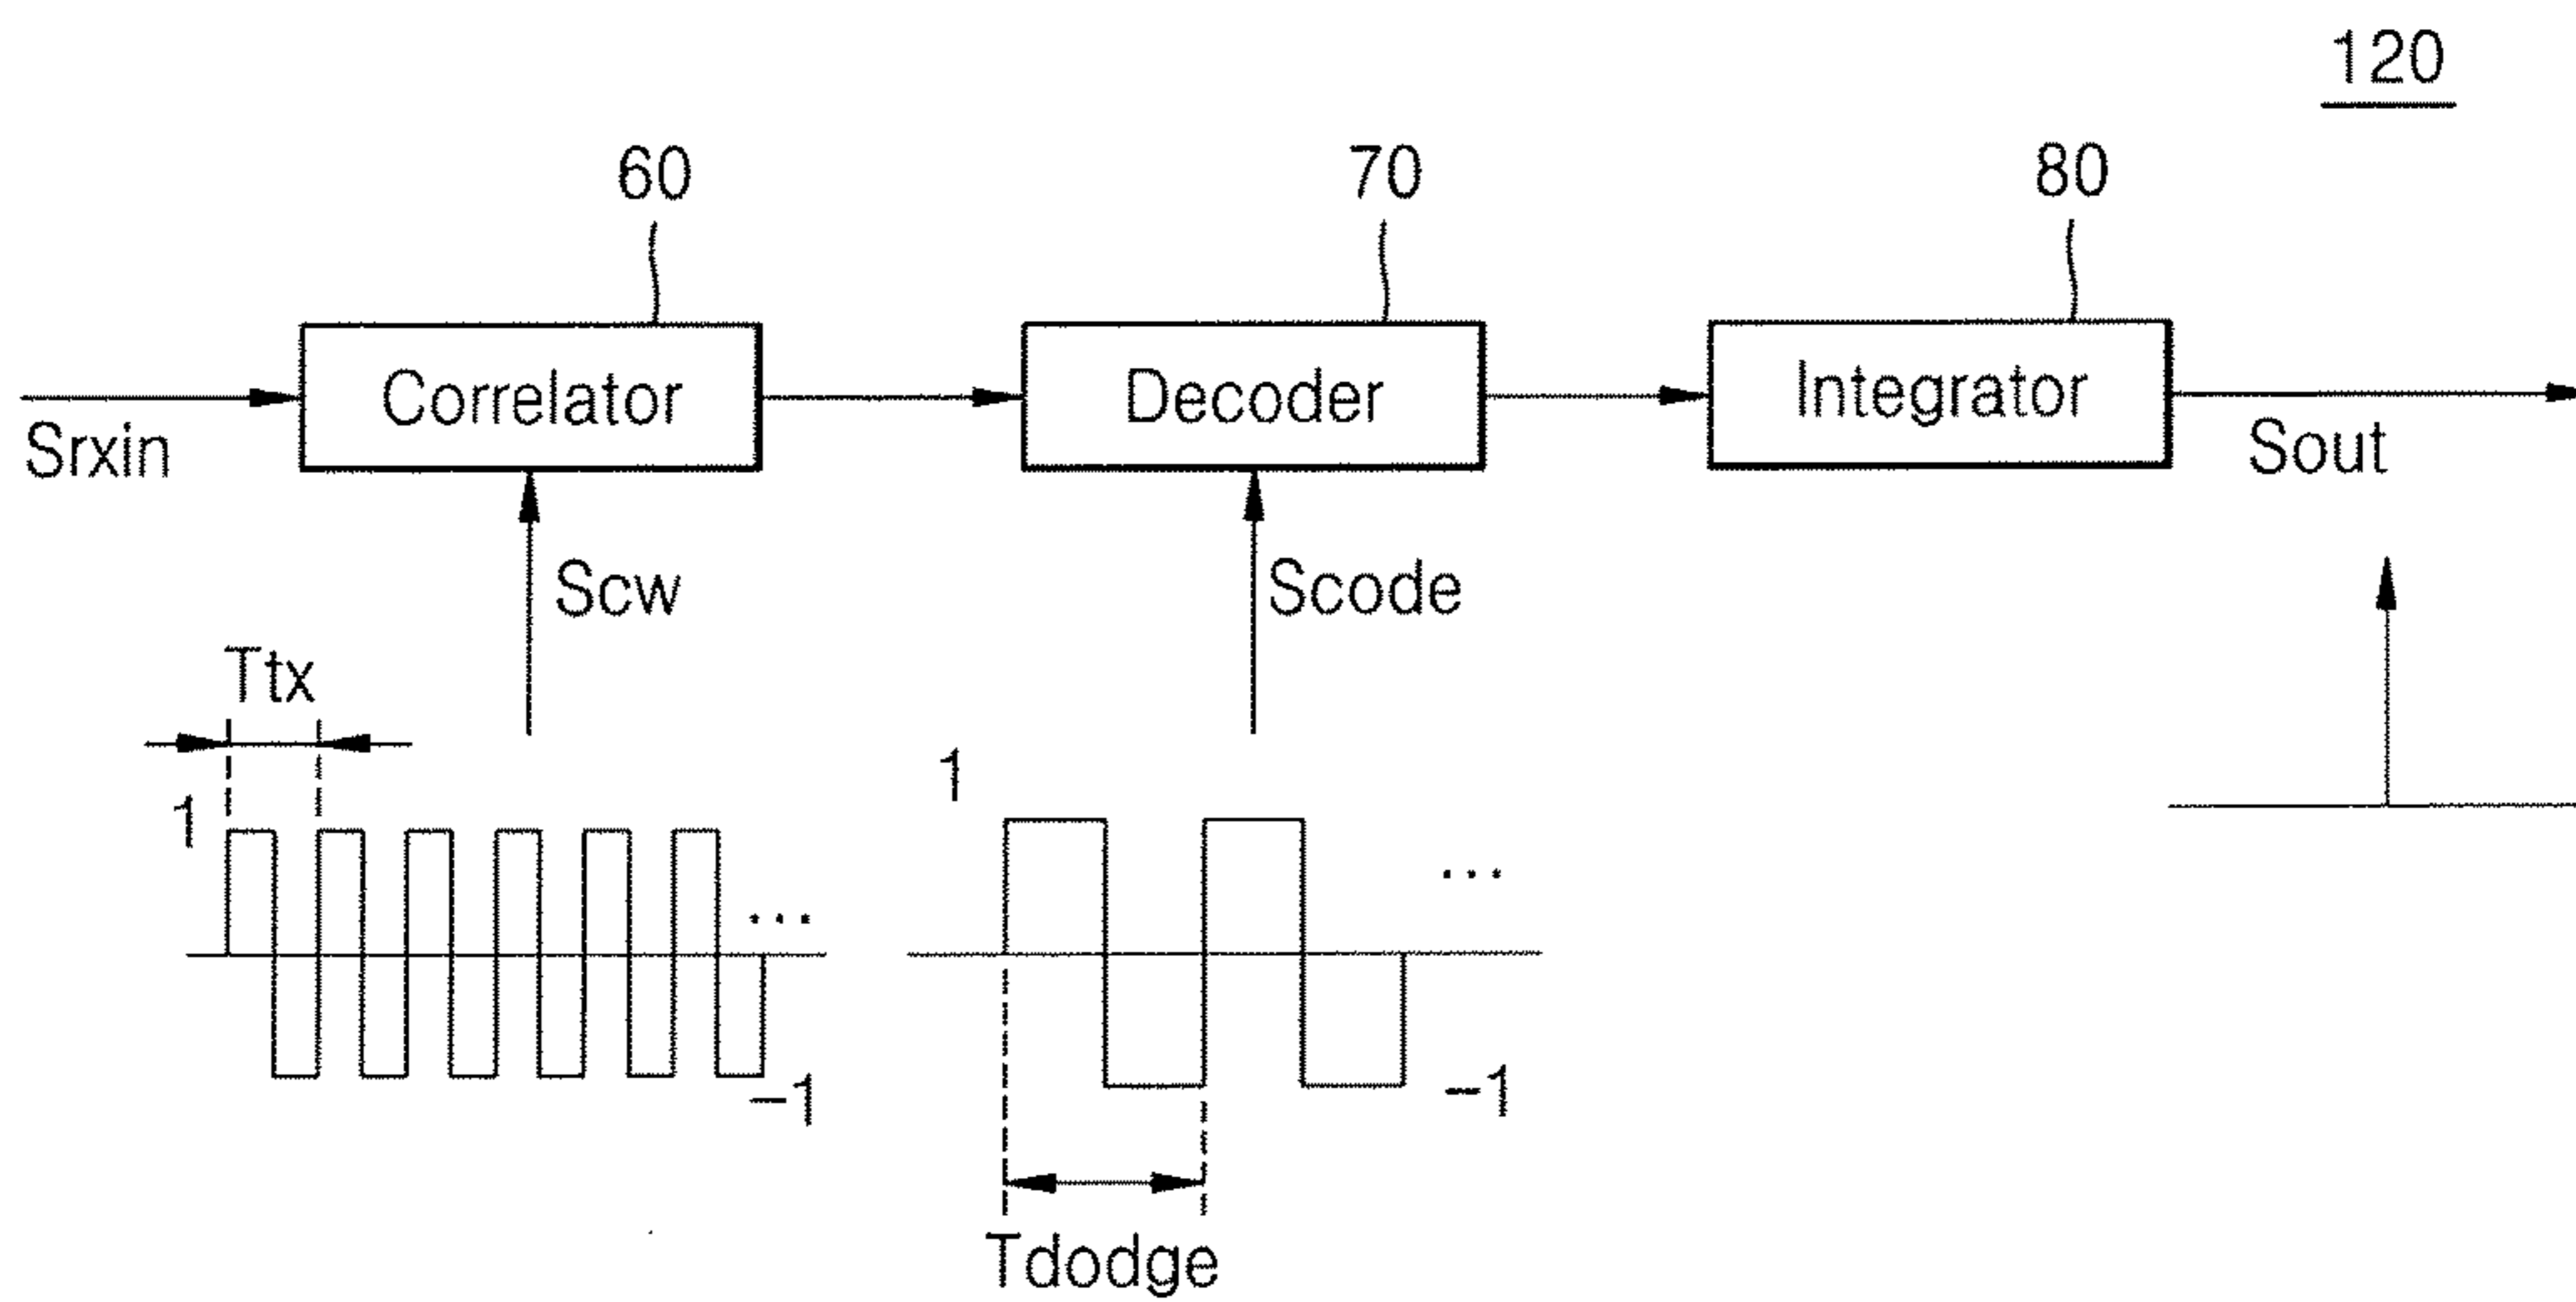 120
60
70
80
Correlator
Decoder
Integrator
Srxin
Sout
Scw
Scode
Ttx
1
1
...
...
-1
-1
Tdodge